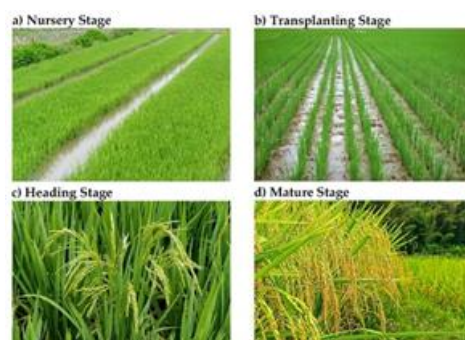 a) Nursery Stage
b) Transplanting Stage
c) Heading Stage
d) Mature Stage